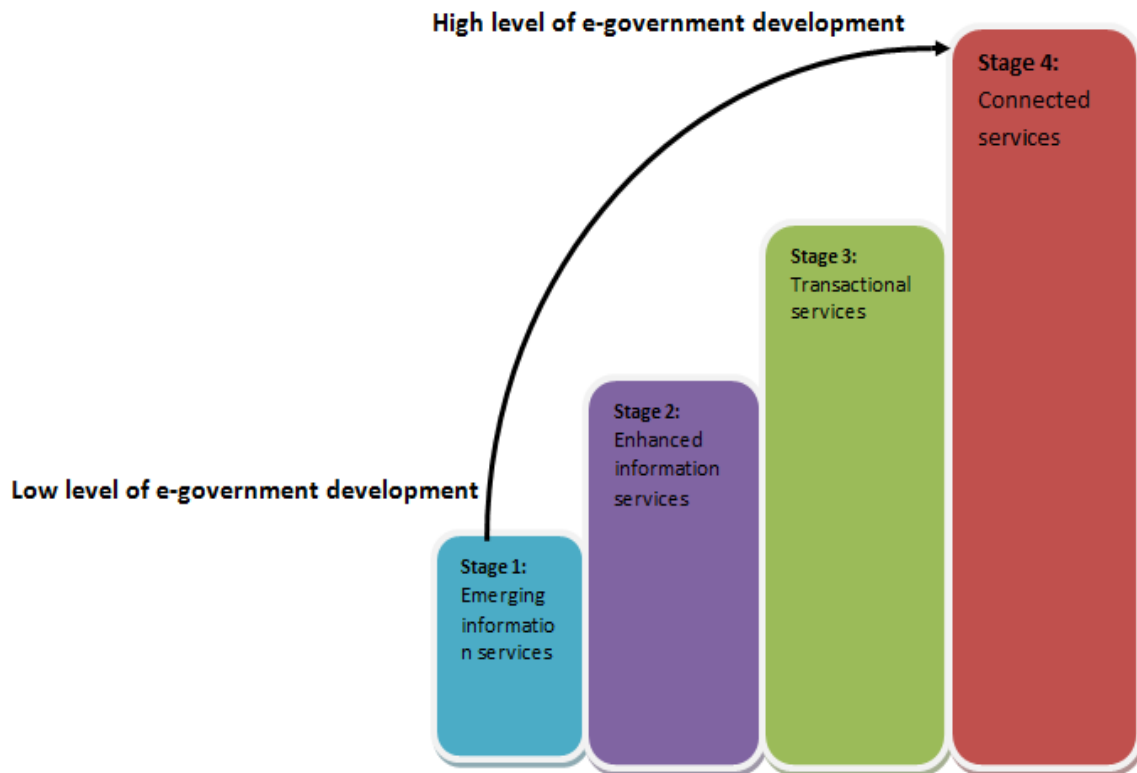 High level of e-government development
Stage 4:
Connected
services
Stage 3:
Transactional
services
Stage 2:
Enhanced
information
services
Low level of e-government development
Stage 1:
Emerging
informatio
n services